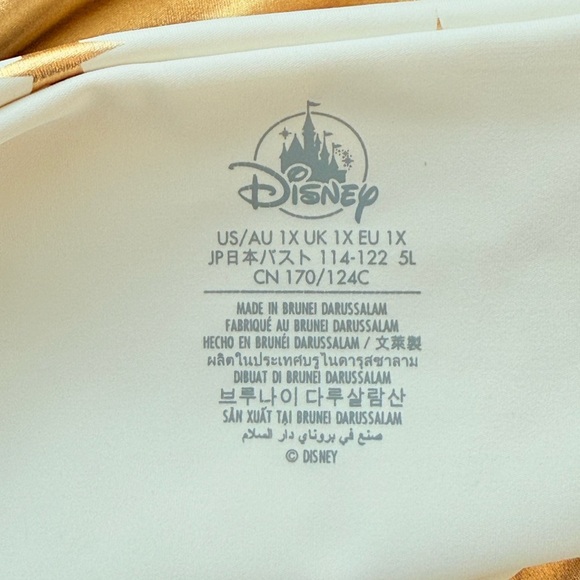 Disney
US/AU 1X UK 1X EU 1X
JP日本バスト 114-122 5L
CN 170/124C
MADE IN BRUNEI DARUSSALAM
FABRIQUÉ AU BRUNEI DARUSSALAM
HECHO EN BRUNÉI DARUSSALAM / 文萊製
ผลิตในประเทศบรูไนดารุสซาลาม
DIBUAT DI BRUNEI DARUSSALAM
브루나이 다루살람산
SẢN XUẤT TẠI BRUNEI DARUSSALAM
صنع في بروناي دار السلام
© DISNEY